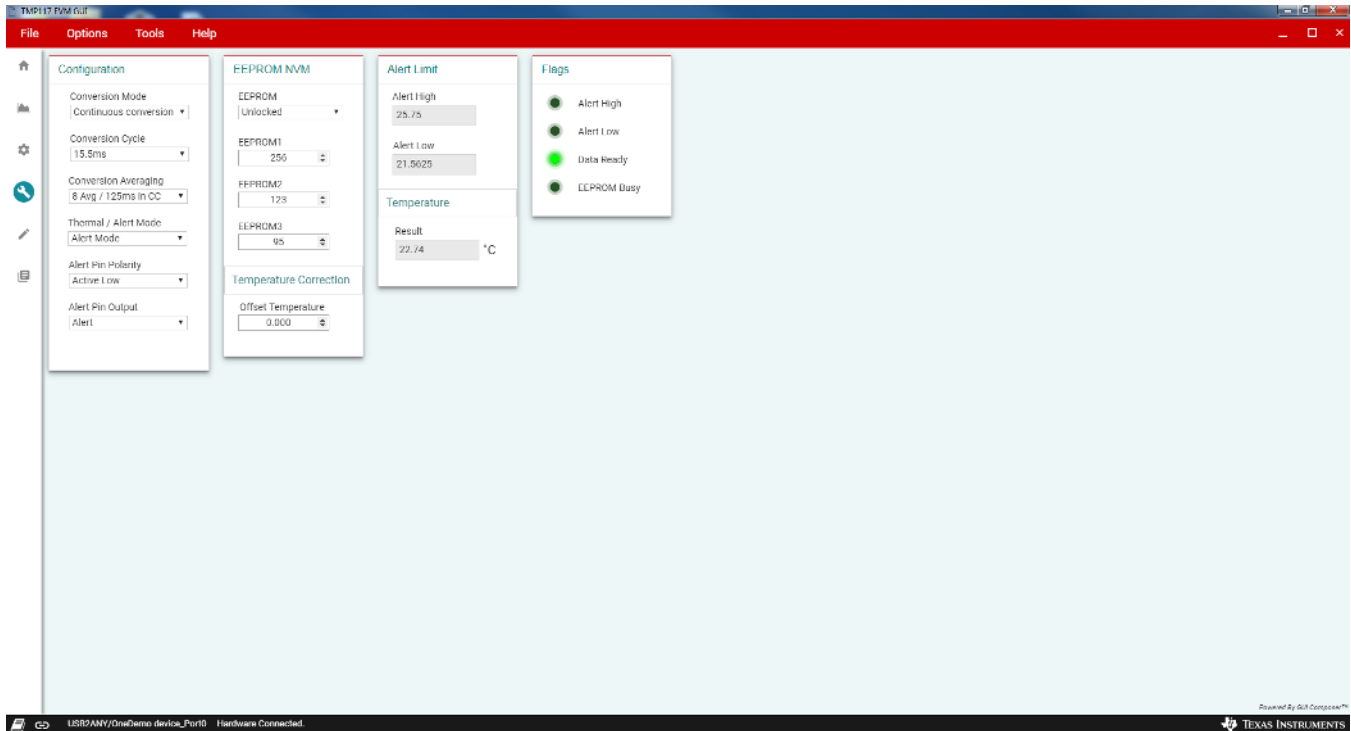 TMP117 EVM GUI
File Options Tools Help
Configuration
Conversion Mode
Continuous conversion
Conversion Cycle
15.5ms
Conversion Averaging
8 Avg / 125ms in CC
Thermal / Alert Mode
Alert Mode
Alert Pin Polarity
Active Low
Alert Pin Output
Alert
EEPROM NVM
EEPROM
Unlocked
EEPROM1
256
EEPROM2
123
EEPROM3
95
Temperature Correction
Offset Temperature
0.000
Alert Limit
Alert High
25.75
Alert Low
21.5625
Temperature
Result
22.74 °C
Flags
Alert High
Alert Low
Data Ready
EEPROM Busy
Powered By GUI Composer™
USB2ANY/OneDemo device_Port0 Hardware Connected.
TEXAS INSTRUMENTS